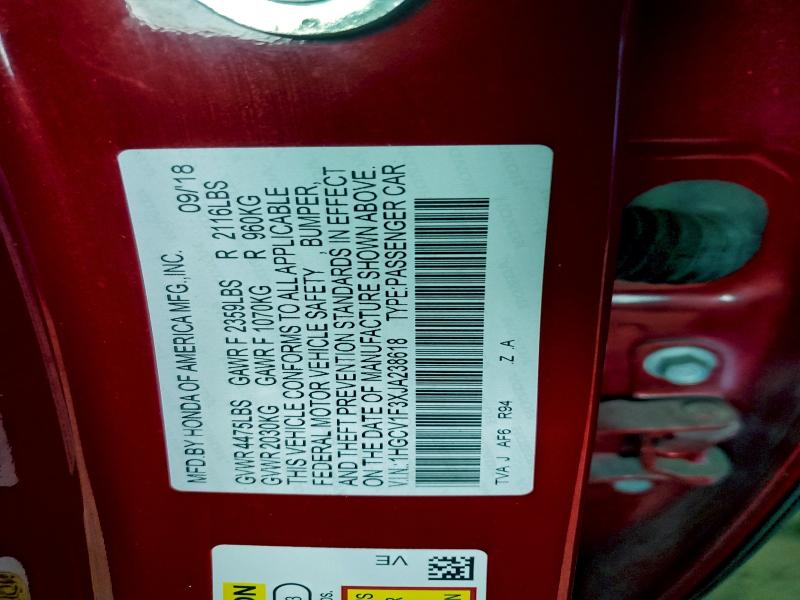 MFD.BY HONDA OF AMERICA MFG.,INC. 09/'18
GVWR 4475LBS GAWR F 2359LBS R 2116LBS
GVWR 2030KG GAWR F 1070KG R 960KG
THIS VEHICLE CONFORMS TO ALL APPLICABLE
FEDERAL MOTOR VEHICLE SAFETY , BUMPER,
AND THEFT PREVENTION STANDARDS IN EFFECT
ON THE DATE OF MANUFACTURE SHOWN ABOVE.
V.I.N.:1HGCV1F3XJA238618 TYPE:PASSENGER CAR
TVA J AF6 R94 .Z A
VE